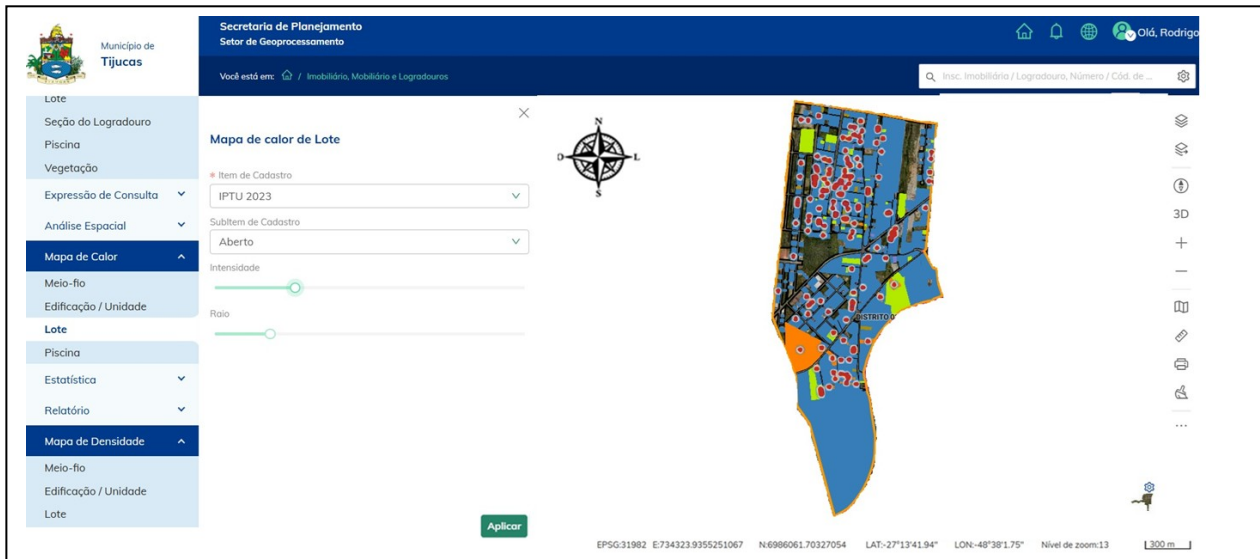 Município de
Tijucas
Secretaria de Planejamento
Setor de Geoprocessamento
Olá, Rodrigo
Você está em: / Imobiliário, Mobiliário e Logradouros
Insc. Imobiliária / Logradouro, Número / Cód. de ...
Lote
Seção do Logradouro
Piscina
Vegetação
Expressão de Consulta
Análise Espacial
Mapa de Calor
Meio-fio
Edificação / Unidade
Lote
Piscina
Estatística
Relatório
Mapa de Densidade
Meio-fio
Edificação / Unidade
Lote
Mapa de calor de Lote
* Item de Cadastro
IPTU 2023
SubItem de Cadastro
Aberto
Intensidade
Raio
Aplicar
N
D
L
S
DISTRITO 0
3D
EPSG:31982 E:734323.9355251067 N:6986061.70327054 LAT:-27°13'41.94" LON:-48°38'1.75" Nível de zoom:13 300 m